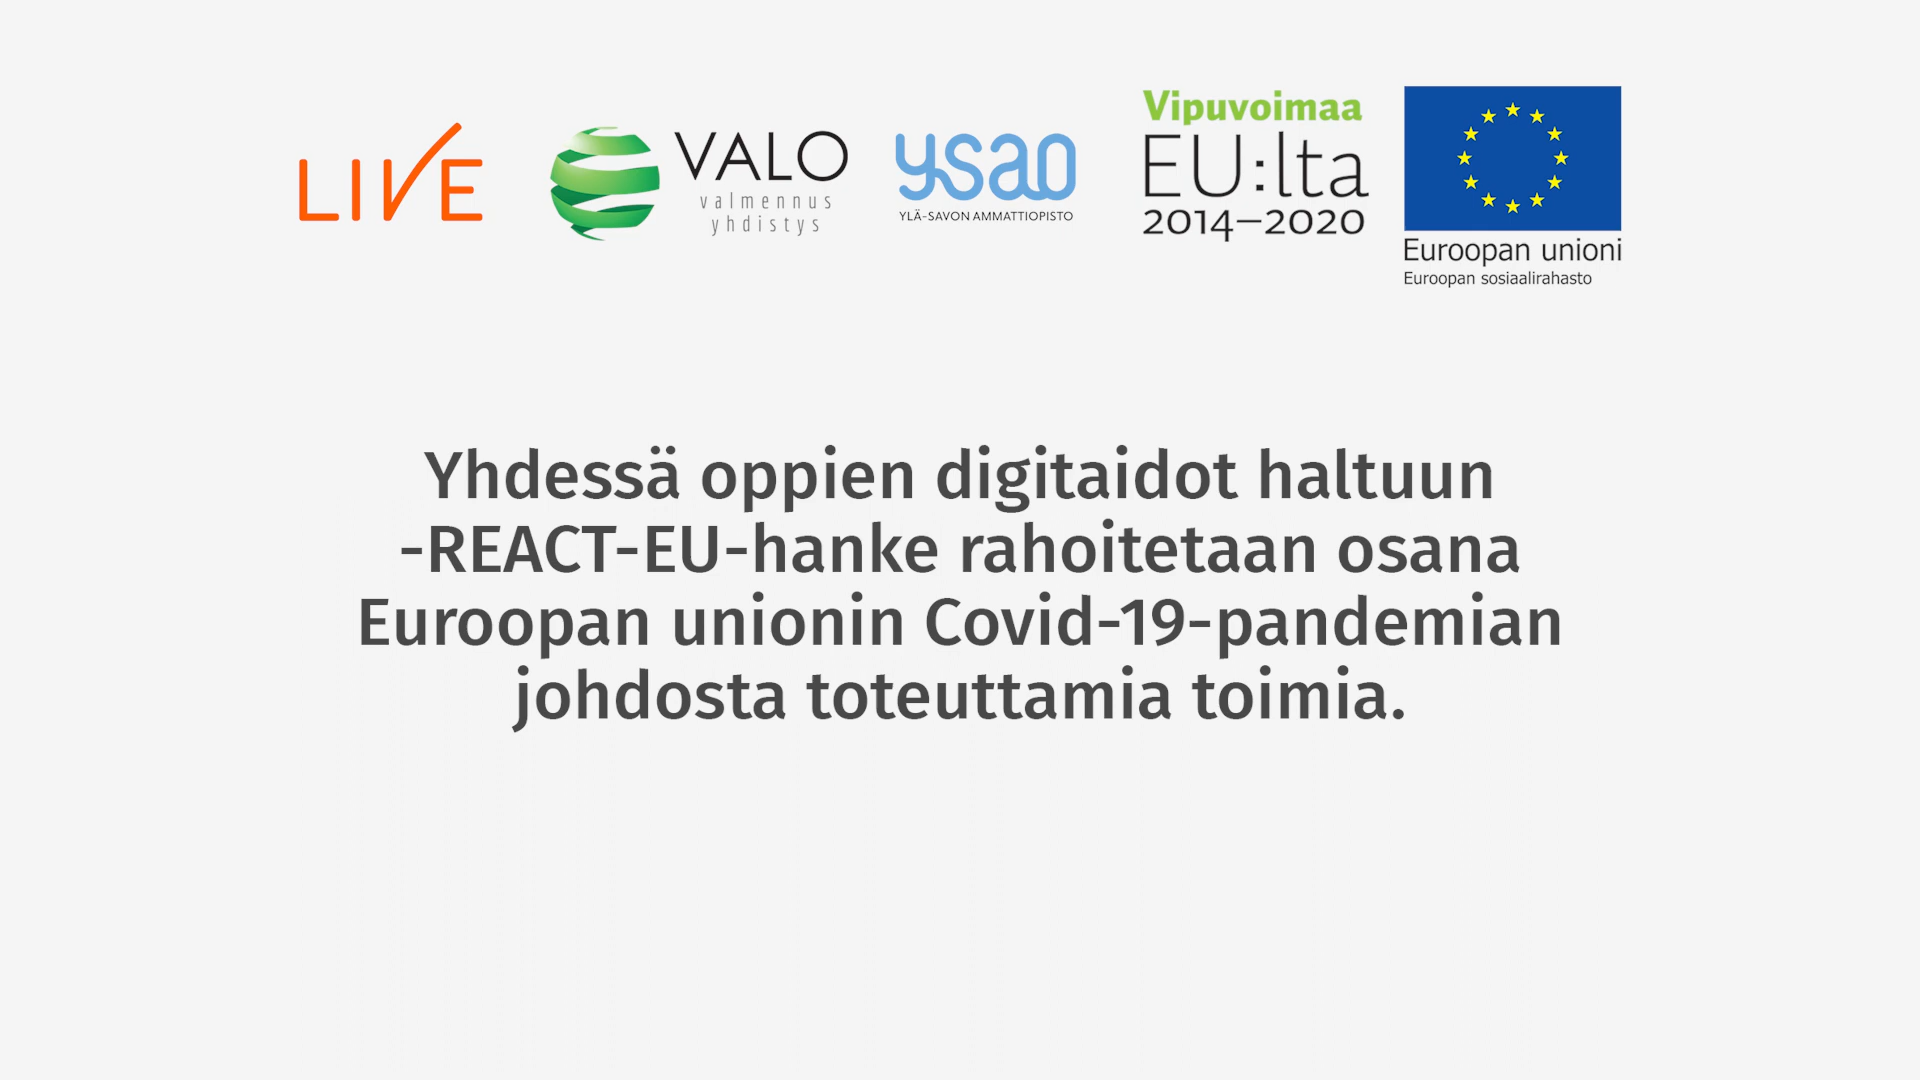 LIVE
VALO
valmennus
yhdistys
ysao
YLÄ-SAVON AMMATTIOPISTO
Vipuvoimaa
EU:lta
2014–2020
Euroopan unioni
Euroopan sosiaalirahasto
Yhdessä oppien digitaidot haltuun
-REACT-EU-hanke rahoitetaan osana
Euroopan unionin Covid-19-pandemian
johdosta toteuttamia toimia.